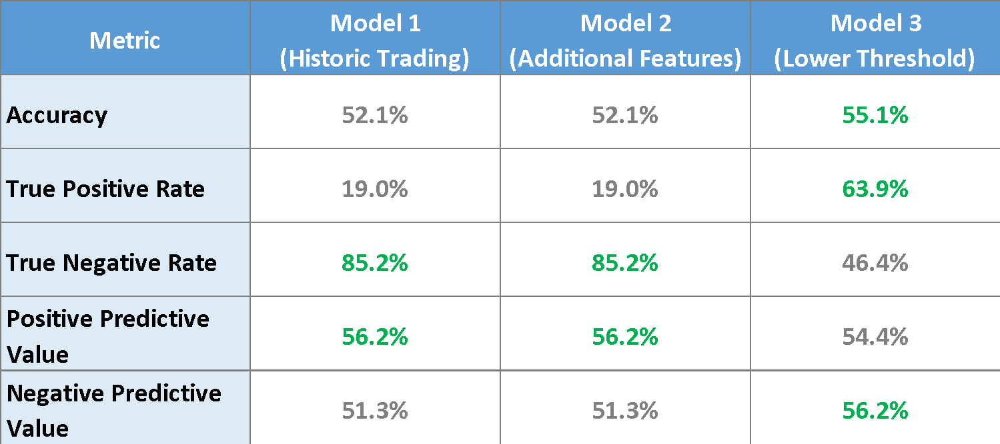 Metric
Model 1
(Historic Trading)
Model 2
(Additional Features)
Model 3
(Lower Threshold)
Accuracy
52.1%
52.1%
55.1%
True Positive Rate
19.0%
19.0%
63.9%
True Negative Rate
85.2%
85.2%
46.4%
Positive Predictive
Value
56.2%
56.2%
54.4%
Negative Predictive
Value
51.3%
51.3%
56.2%